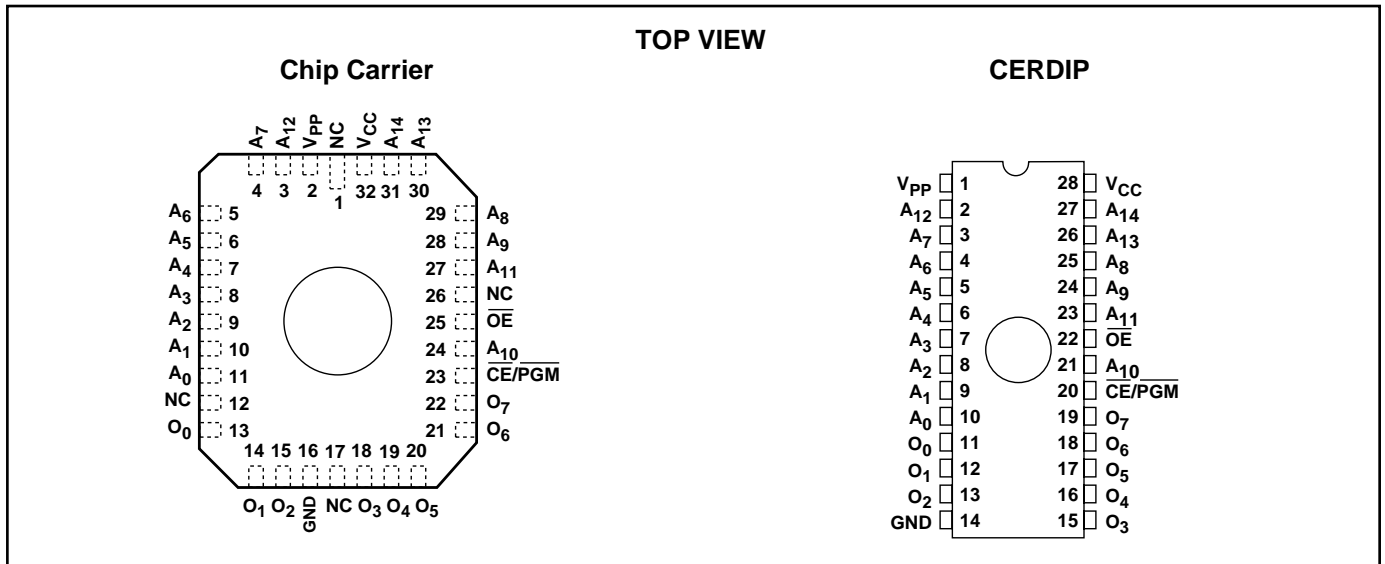 TOP VIEW
Chip Carrier
A7 A12 VPP NC VCC A14 A13
4 3 2 1 32 31 30
A6 5
A5 6
A4 7
A3 8
A2 9
A1 10
A0 11
NC 12
O0 13
29 A8
28 A9
27 A11
26 NC
25 O̅E̅
24 A10
23 C̅E̅/P̅G̅M̅
22 O7
21 O6
14 15 16 17 18 19 20
O1 O2 GND NC O3 O4 O5
CERDIP
VPP 1 28 VCC
A12 2 27 A14
A7 3 26 A13
A6 4 25 A8
A5 5 24 A9
A4 6 23 A11
A3 7 22 O̅E̅
A2 8 21 A10
A1 9 20 C̅E̅/P̅G̅M̅
A0 10 19 O7
O0 11 18 O6
O1 12 17 O5
O2 13 16 O4
GND 14 15 O3